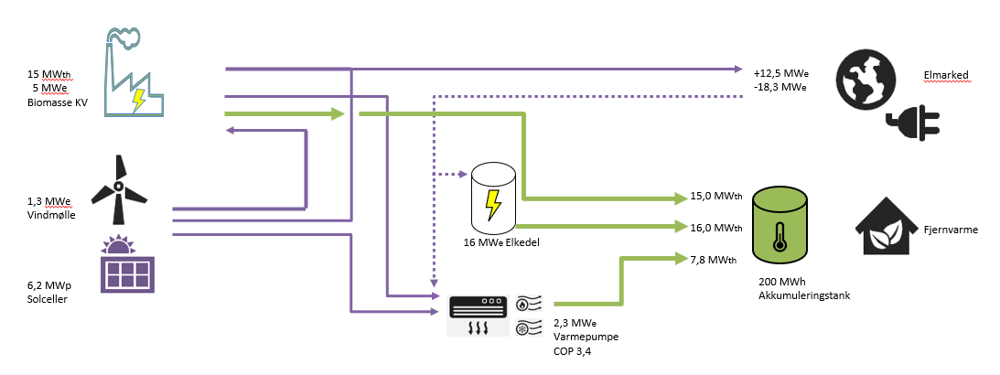 15 MWth
5 MWe
Biomasse KV
+12,5 MWe
-18,3 MWe
Elmarked
1,3 MWe
Vindmølle
15,0 MWth
16,0 MWth
7,8 MWth
16 MWe Elkedel
Fjernvarme
6,2 MWp
Solceller
200 MWh
Akkumuleringstank
2,3 MWe
Varmepumpe
COP 3,4